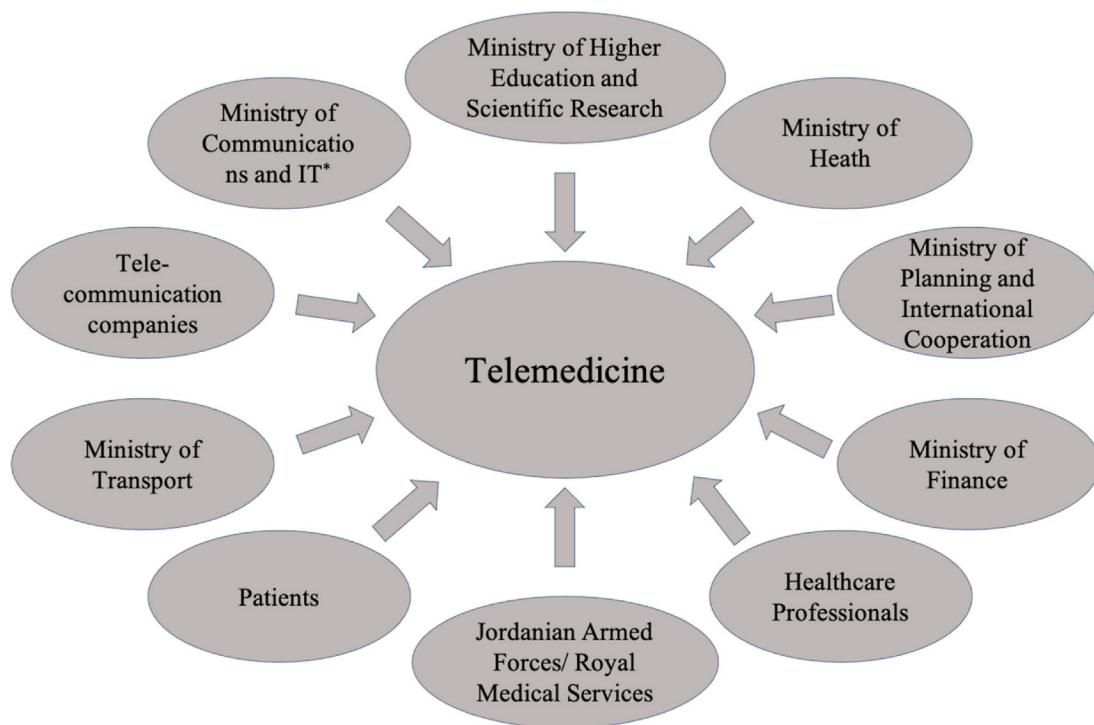 Ministry of Higher
Education and
Scientific Research
Ministry of
Communicatio
ns and IT*
Ministry of
Heath
Tele-
communication
companies
Ministry of
Planning and
International
Cooperation
Telemedicine
Ministry of
Transport
Ministry of
Finance
Patients
Healthcare
Professionals
Jordanian Armed
Forces/ Royal
Medical Services